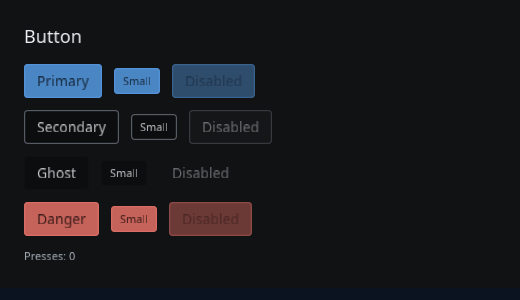 Button
Primary Small Disabled
Secondary Small Disabled
Ghost Small Disabled
Danger Small Disabled
Presses: 0